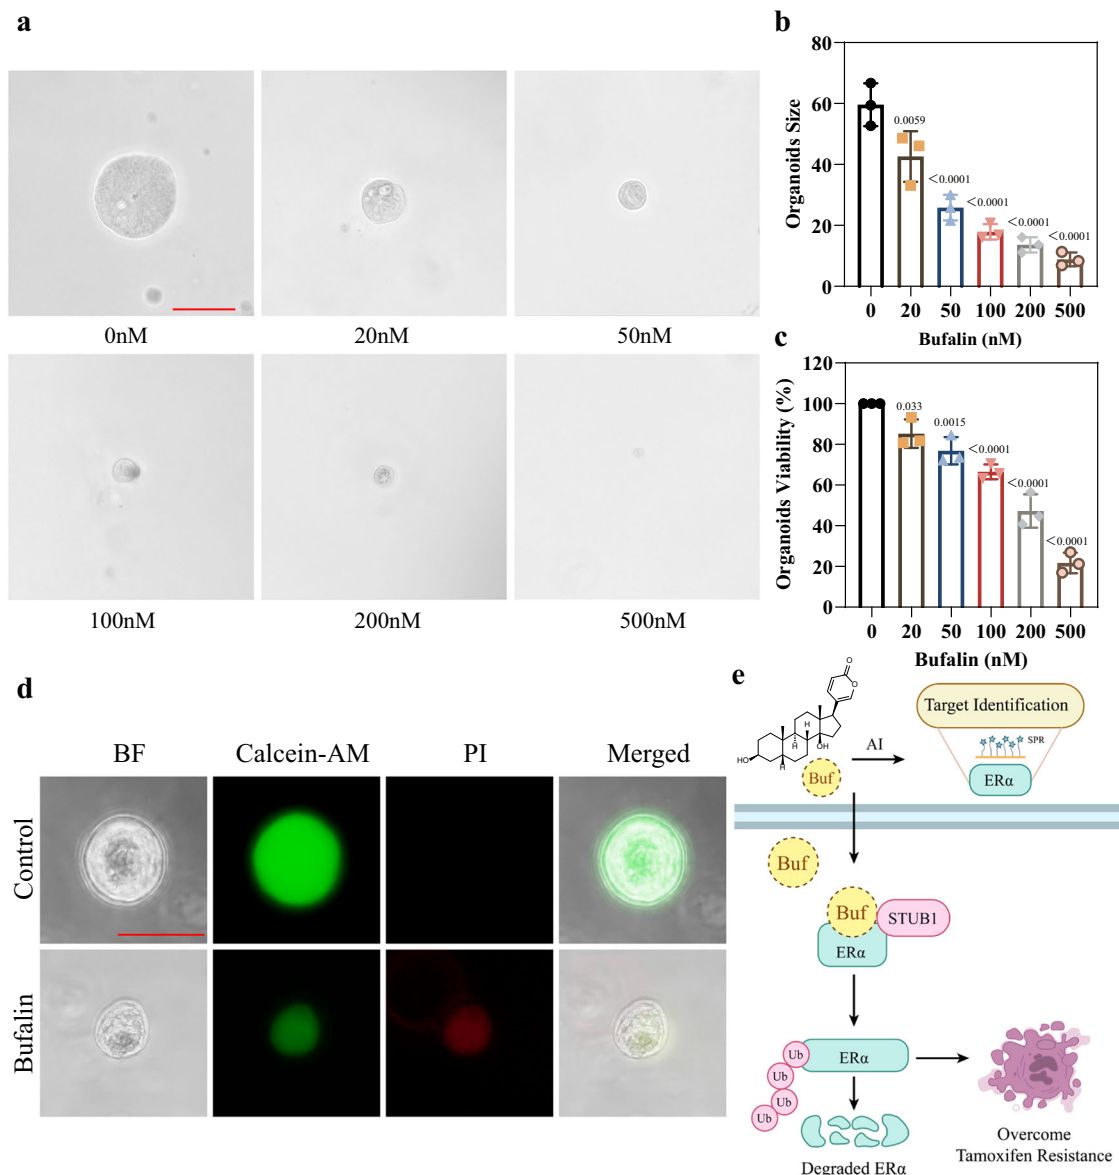 a
0nM
20nM
50nM
100nM
200nM
500nM
b
Organoids Size
80
60
40
20
0
0.0059
<0.0001
<0.0001
<0.0001
<0.0001
0
20
50
100
200
500
Bufalin (nM)
c
Organoids Viability (%)
120
100
80
60
40
20
0
0.033
0.0015
<0.0001
<0.0001
<0.0001
0
20
50
100
200
500
Bufalin (nM)
d
BF
Calcein-AM
PI
Merged
Control
Bufalin
e
O
O
H
H
H
OH
HO
H
Buf
AI
Target Identification
SPR
ERα
Buf
Buf
STUB1
ERα
Ub
ERα
Ub
Ub
Ub
Degraded ERα
Overcome
Tamoxifen Resistance